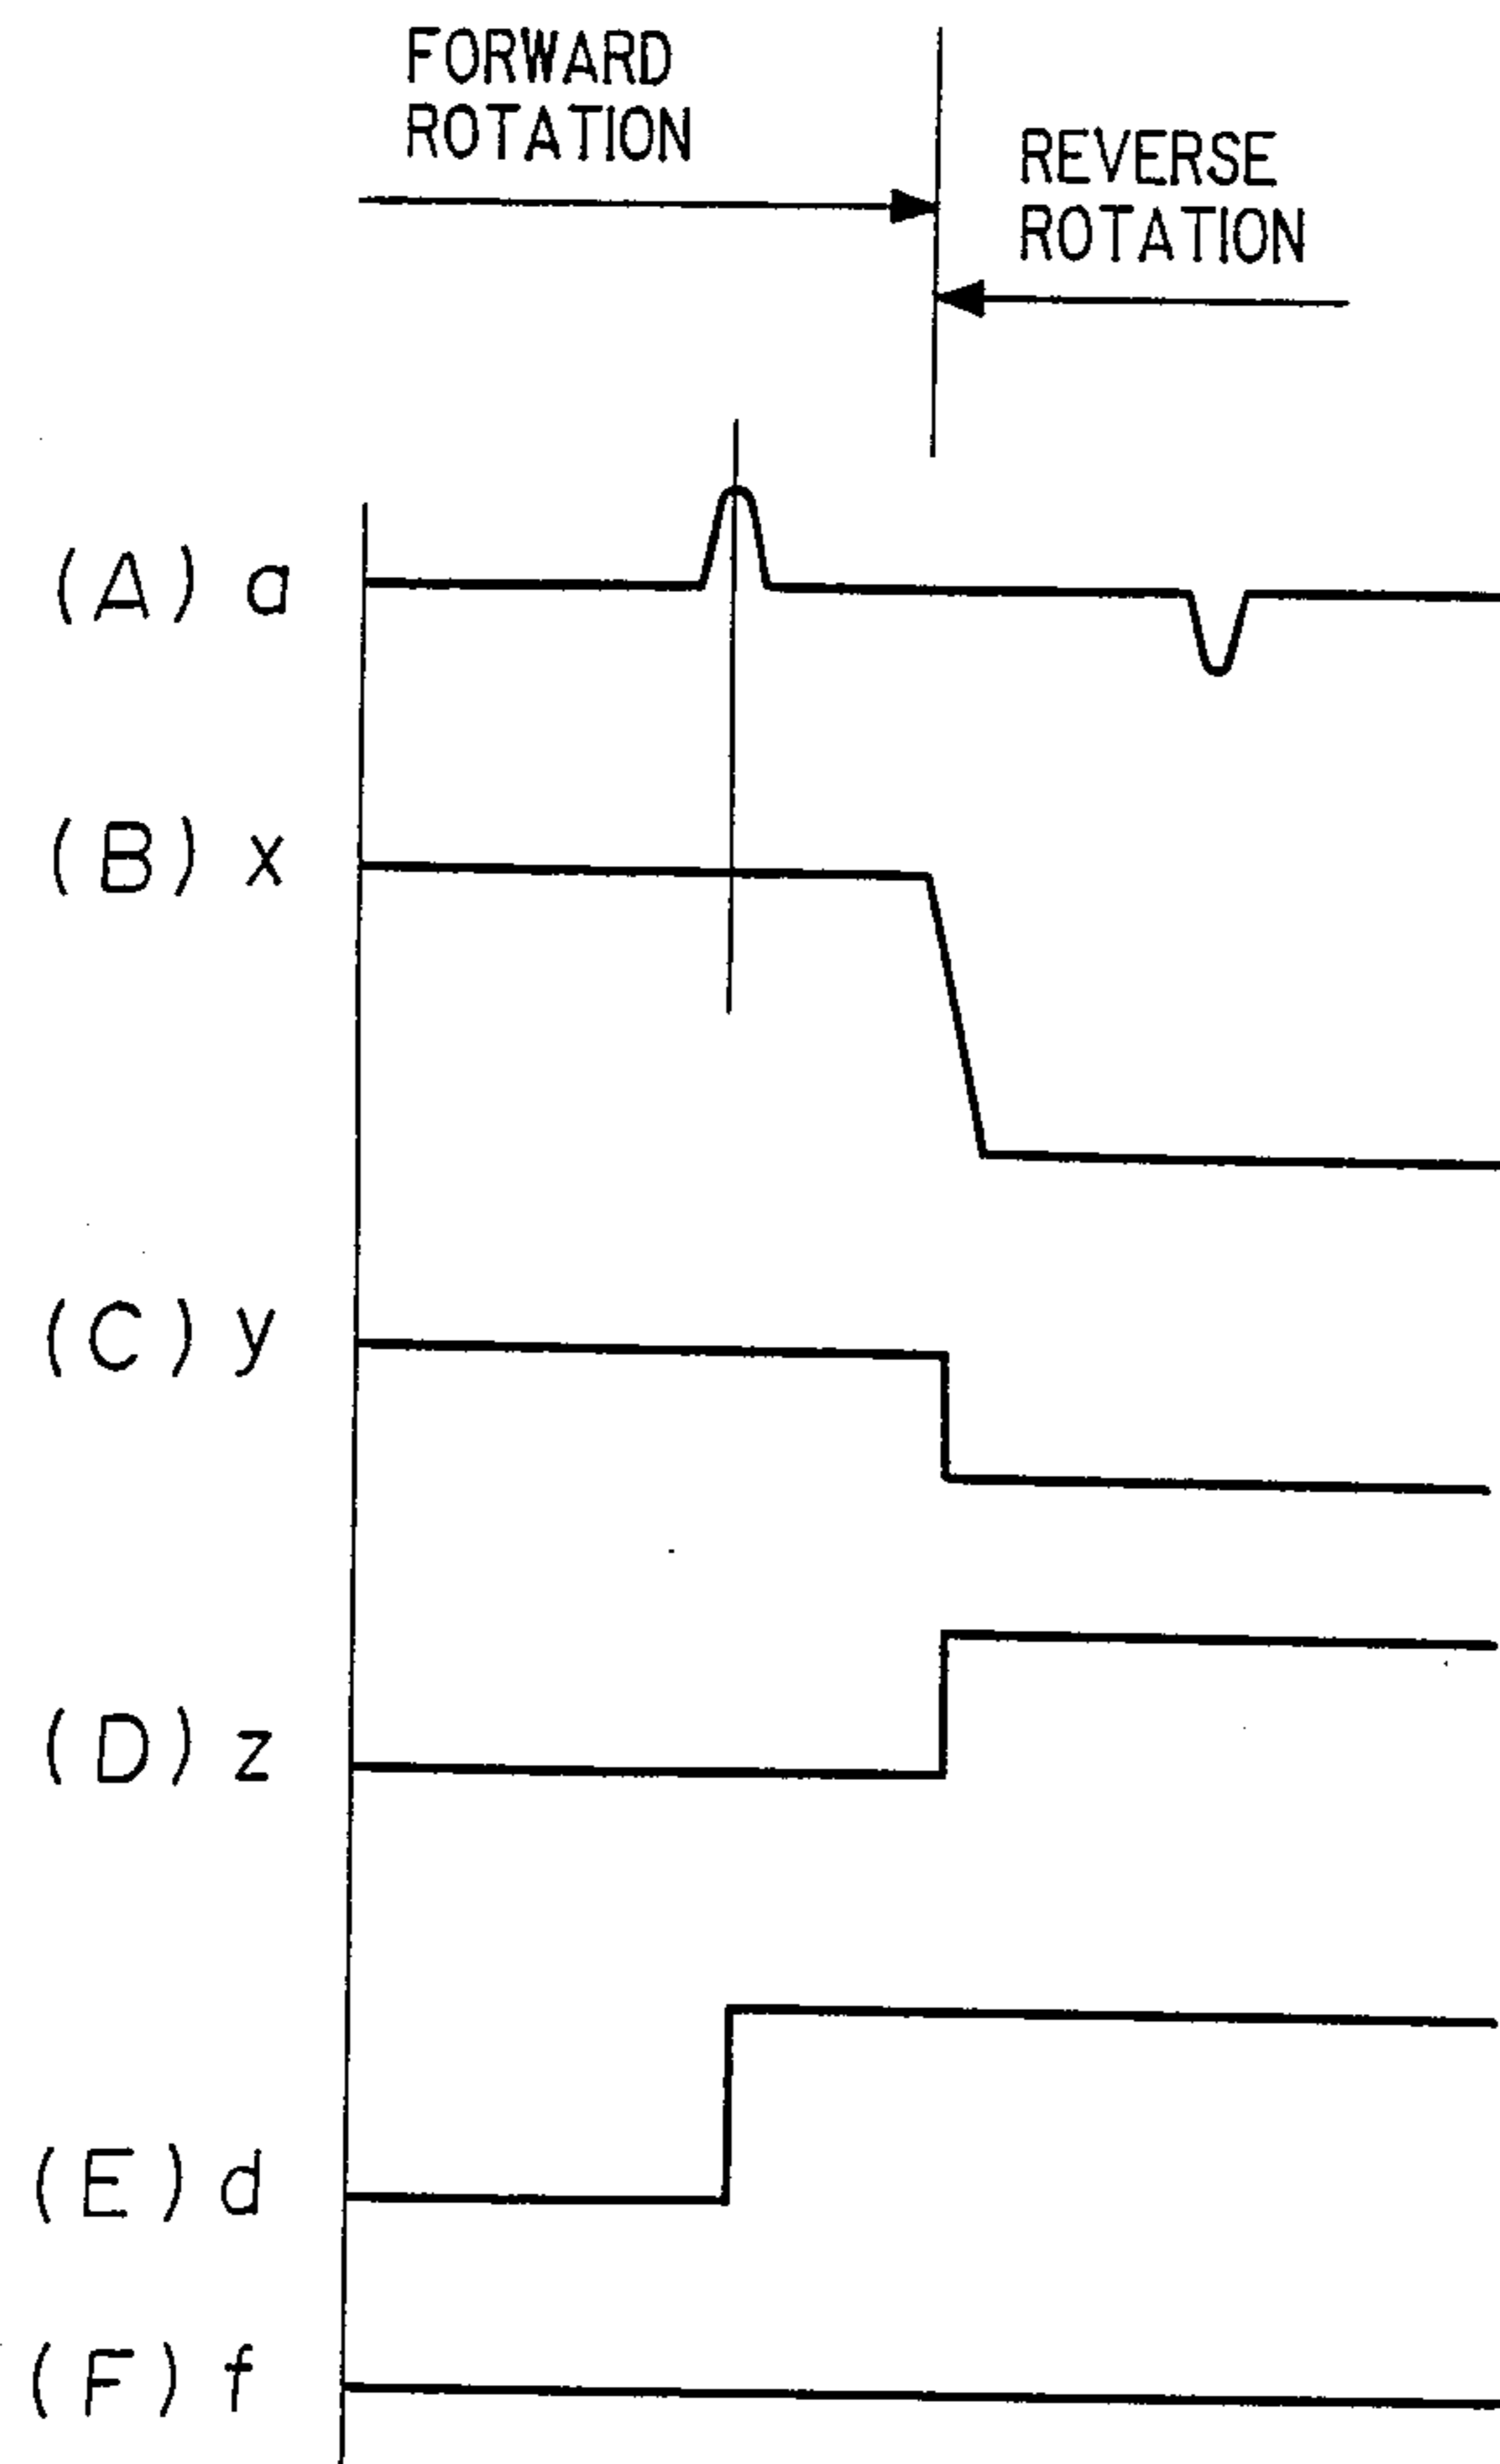 FORWARD
ROTATION
REVERSE
ROTATION
(A) a
(B) x
(C) y
(D) z
(E) d
(F) f